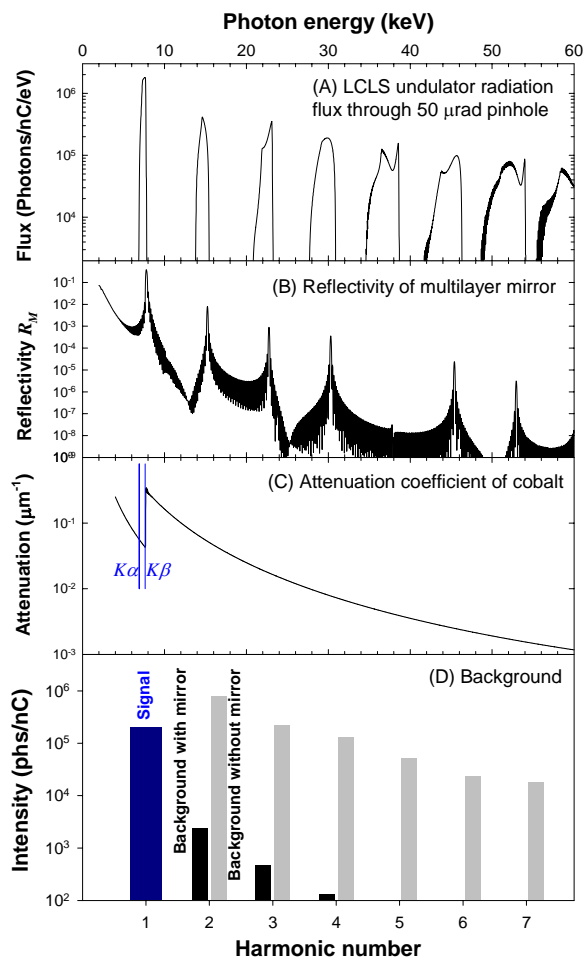 Photon energy (keV)
0 10 20 30 40 50 60
Flux (Photons/nC/eV)
10⁶
10⁵
10⁴
(A) LCLS undulator radiation
flux through 50 μrad pinhole
Reflectivity R_M
10⁻¹
10⁻²
10⁻³
10⁻⁴
10⁻⁵
10⁻⁶
10⁻⁷
10⁻⁸
(B) Reflectivity of multilayer mirror
Attenuation (μm⁻¹)
10⁻¹
10⁻²
10⁻³
(C) Attenuation coefficient of cobalt
Kα Kβ
Intensity (phs/nC)
10⁶
10⁵
10⁴
10³
10²
(D) Background
Signal
Background with mirror
Background without mirror
1 2 3 4 5 6 7
Harmonic number